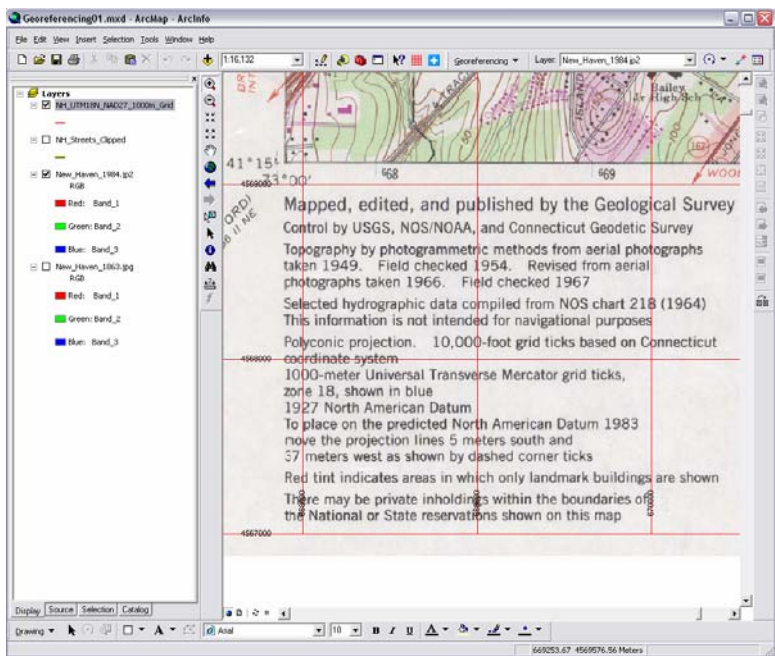 Georeferencing01.mxd - ArcMap - ArcInfo
File Edit View Insert Selection Tools Window Help
1:16,132
Georeferencing
Layer: New_Haven_1984.jp2
Layers
NH_UTM18N_NAD27_1000m_Grid
NH_Streets_Clipped
New_Haven_1984.jp2
RGB
Red: Band_1
Green: Band_2
Blue: Band_3
New_Haven_1863.jpg
RGB
Red: Band_1
Green: Band_2
Blue: Band_3
Display Source Selection Catalog
Bailey
Jr High Sch
50
100
162
41°15'
73°00'
668
669
4569000
Mapped, edited, and published by the Geological Survey
Control by USGS, NOS/NOAA, and Connecticut Geodetic Survey
Topography by photogrammetric methods from aerial photographs
taken 1949. Field checked 1954. Revised from aerial
photographs taken 1966. Field checked 1967
Selected hydrographic data compiled from NOS chart 218 (1964)
This information is not intended for navigational purposes
Polyconic projection. 10,000-foot grid ticks based on Connecticut
4568000
coordinate system
1000-meter Universal Transverse Mercator grid ticks,
zone 18, shown in blue
1927 North American Datum
To place on the predicted North American Datum 1983
move the projection lines 5 meters south and
37 meters west as shown by dashed corner ticks
Red tint indicates areas in which only landmark buildings are shown
There may be private inholdings within the boundaries of
the National or State reservations shown on this map
670000
4567000
Drawing
A
Arial
10
B I U
A
669253.67 4569576.56 Meters